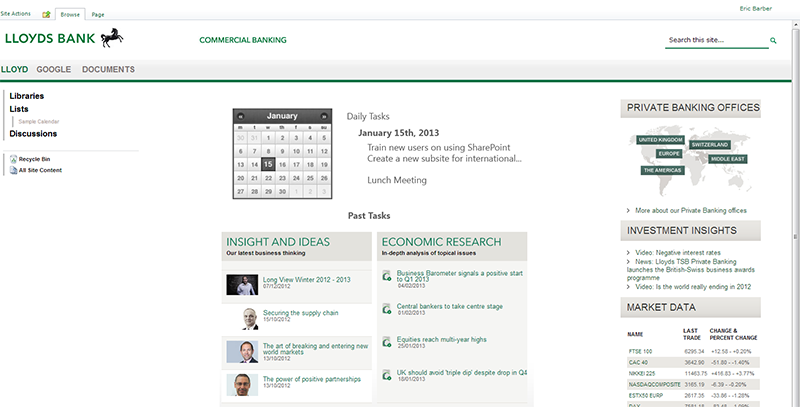 Site Actions
Browse
Page
Eric Barber
LLOYDS BANK
COMMERCIAL BANKING
Search this site...
LLOYD
GOOGLE
DOCUMENTS
Libraries
Lists
Sample Calendar
Discussions
Recycle Bin
All Site Content
January
m t w t f s s
30 31 1 2 3 4 5
6 7 8 9 10 11 12
13 14 15 16 17 18 19
20 21 22 23 24 25 26
27 28 29 30 31 1 2
Daily Tasks
January 15th, 2013
Train new users on using SharePoint
Create a new subsite for international...
Lunch Meeting
Past Tasks
INSIGHT AND IDEAS
Our latest business thinking
Long View Winter 2012 - 2013
07/12/2012
Securing the supply chain
15/10/2012
The art of breaking and entering new
world markets
13/10/2012
The power of positive partnerships
13/10/2012
ECONOMIC RESEARCH
In-depth analysis of topical issues
Business Barometer signals a positive start
to Q1 2013
04/02/2013
Central bankers to take centre stage
01/02/2013
Equities reach multi-year highs
25/01/2013
UK should avoid 'triple dip' despite drop in Q4
18/01/2013
PRIVATE BANKING OFFICES
UNITED KINGDOM
SWITZERLAND
EUROPE
MIDDLE EAST
THE AMERICAS
More about our Private Banking offices
INVESTMENT INSIGHTS
Video: Negative interest rates
News: Lloyds TSB Private Banking
launches the British-Swiss business awards
programme
Video: Is the world really ending in 2012
MARKET DATA
NAME
LAST
TRADE
CHANGE &
PERCENT CHANGE
FTSE 100 6295.34 +12.58 - +0.20%
CAC 40 3642.90 -51.80 - -1.40%
NIKKEI 225 11463.75 +416.83 - +3.77%
NASDAQCOMPOSITE 3165.19 -6.39 - -0.20%
ESTX50 EURP 2617.35 -33.86 - -1.28%